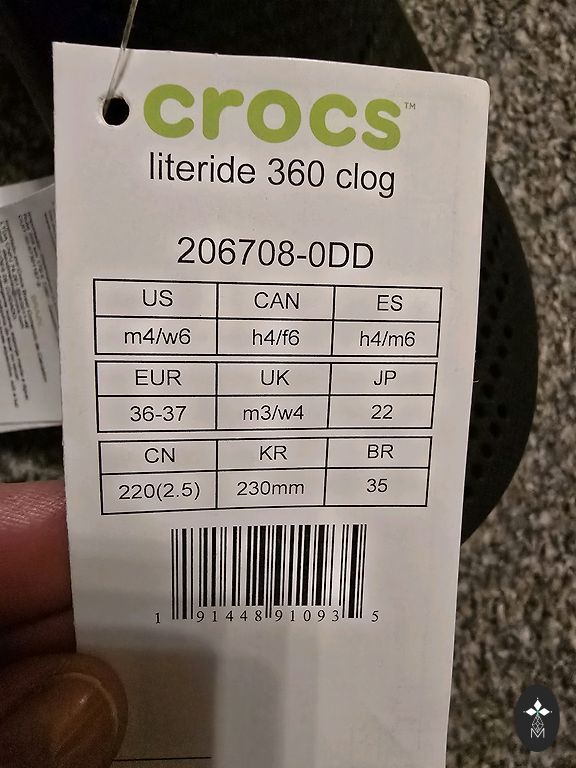 crocs™
literide 360 clog
206708-0DD
US CAN ES
m4/w6 h4/f6 h4/m6
EUR UK JP
36-37 m3/w4 22
CN KR BR
220(2.5) 230mm 35
1 91448 91093 5
M